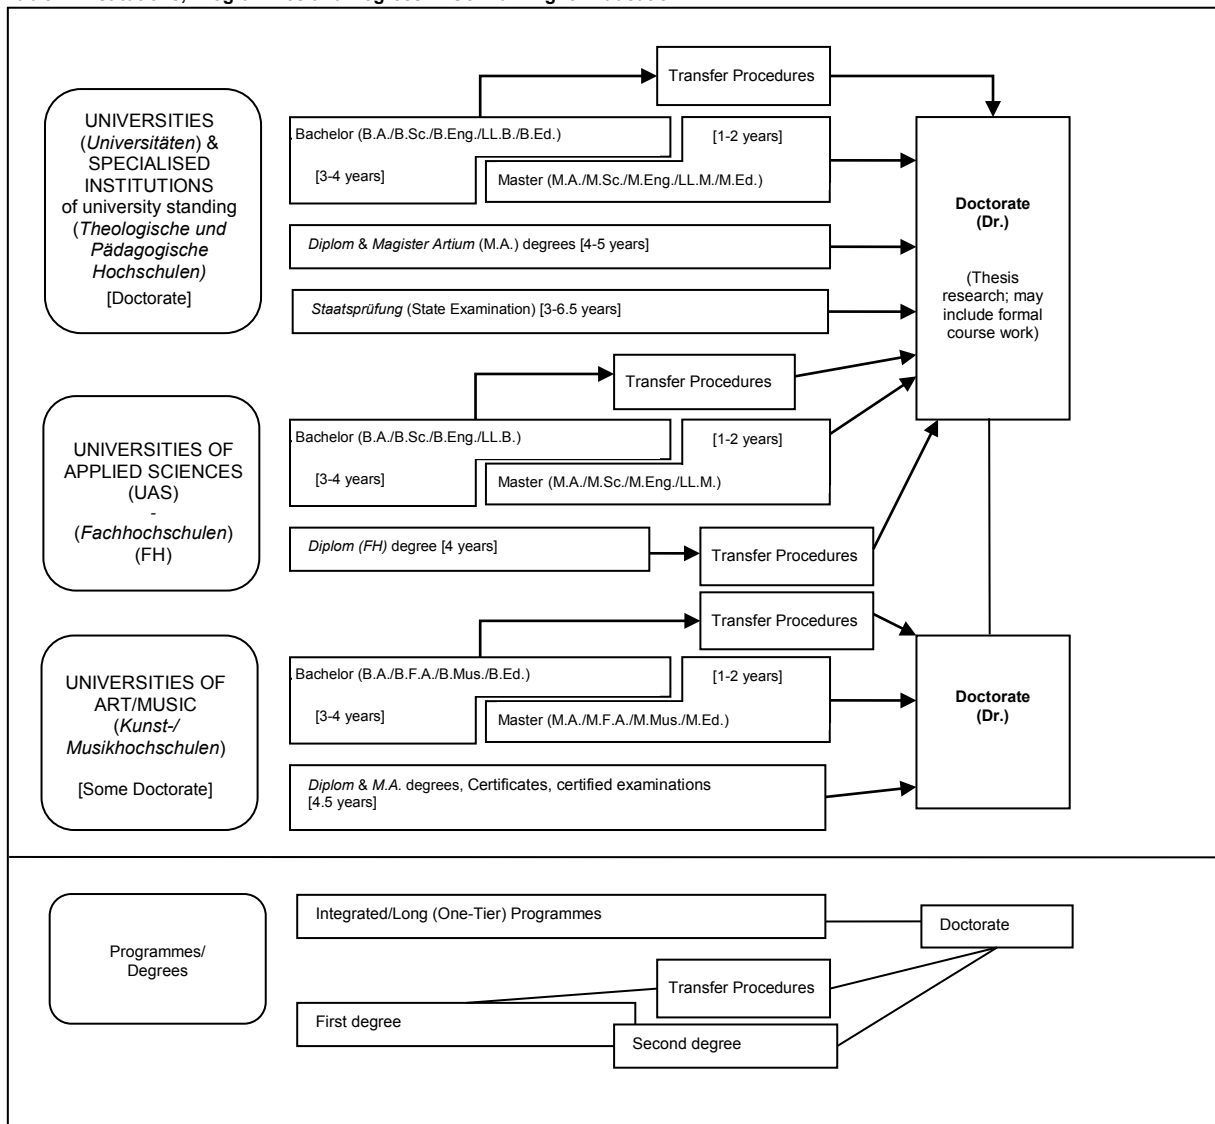 Transfer Procedures
UNIVERSITIES
(Universitäten) &
SPECIALISED
INSTITUTIONS
of university standing
(Theologische und
Pädagogische
Hochschulen)
[Doctorate]
Bachelor (B.A./B.Sc./B.Eng./LL.B./B.Ed.)
[3-4 years]
[1-2 years]
Master (M.A./M.Sc./M.Eng./LL.M./M.Ed.)
Diplom & Magister Artium (M.A.) degrees [4-5 years]
Staatsprüfung (State Examination) [3-6.5 years]
Doctorate
(Dr.)
(Thesis
research; may
include formal
course work)
UNIVERSITIES OF
APPLIED SCIENCES
(UAS)
-
(Fachhochschulen)
(FH)
Transfer Procedures
Bachelor (B.A./B.Sc./B.Eng./LL.B.)
[3-4 years]
[1-2 years]
Master (M.A./M.Sc./M.Eng./LL.M.)
Diplom (FH) degree [4 years]
Transfer Procedures
Transfer Procedures
UNIVERSITIES OF
ART/MUSIC
(Kunst-/
Musikhochschulen)
[Some Doctorate]
Bachelor (B.A./B.F.A./B.Mus./B.Ed.)
[3-4 years]
[1-2 years]
Master (M.A./M.F.A./M.Mus./M.Ed.)
Diplom & M.A. degrees, Certificates, certified examinations
[4.5 years]
Doctorate
(Dr.)
Programmes/
Degrees
Integrated/Long (One-Tier) Programmes
Doctorate
Transfer Procedures
First degree
Second degree